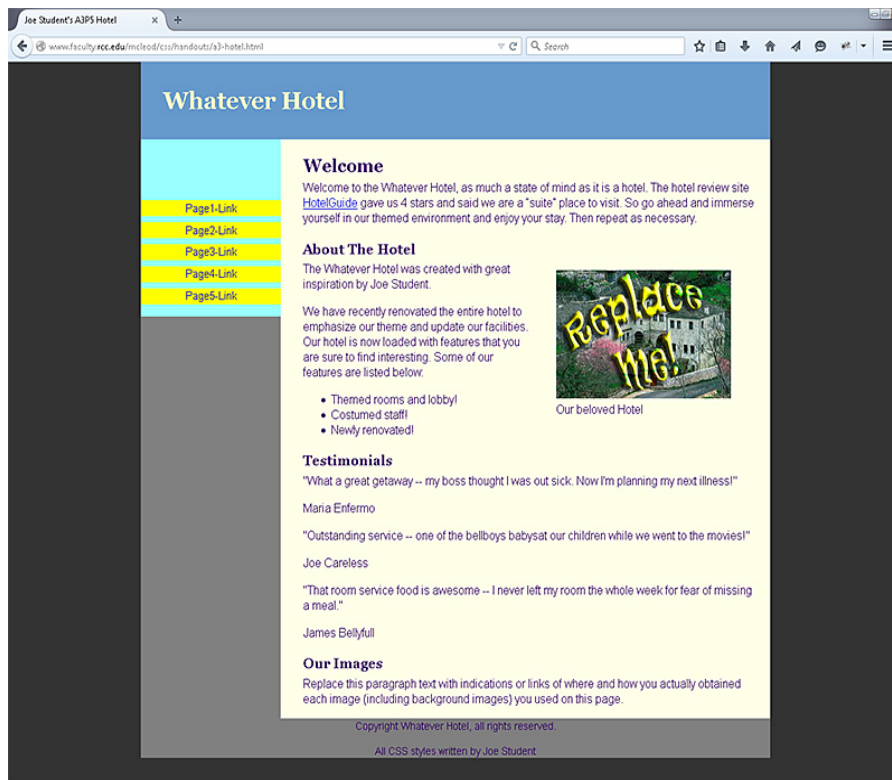 Joe Student's A3P5 Hotel
www.faculty.rcc.edu/mcleod/css/handouts/a3-hotel.html
Search
Whatever Hotel
Page1-Link
Page2-Link
Page3-Link
Page4-Link
Page5-Link
Welcome
Welcome to the Whatever Hotel, as much a state of mind as it is a hotel. The hotel review site
HotelGuide gave us 4 stars and said we are a "suite" place to visit. So go ahead and immerse
yourself in our themed environment and enjoy your stay. Then repeat as necessary.
About The Hotel
The Whatever Hotel was created with great
inspiration by Joe Student.
We have recently renovated the entire hotel to
emphasize our theme and update our facilities.
Our hotel is now loaded with features that you
are sure to find interesting. Some of our
features are listed below:
• Themed rooms and lobby!
• Costumed staff!
• Newly renovated!
Replace
Me!
Our beloved Hotel
Testimonials
"What a great getaway -- my boss thought I was out sick. Now I'm planning my next illness!"
Maria Enfermo
"Outstanding service -- one of the bellboys babysat our children while we went to the movies!"
Joe Careless
"That room service food is awesome -- I never left my room the whole week for fear of missing
a meal."
James Bellyfull
Our Images
Replace this paragraph text with indications or links of where and how you actually obtained
each image (including background images) you used on this page.
Copyright Whatever Hotel, all rights reserved.
All CSS styles written by Joe Student